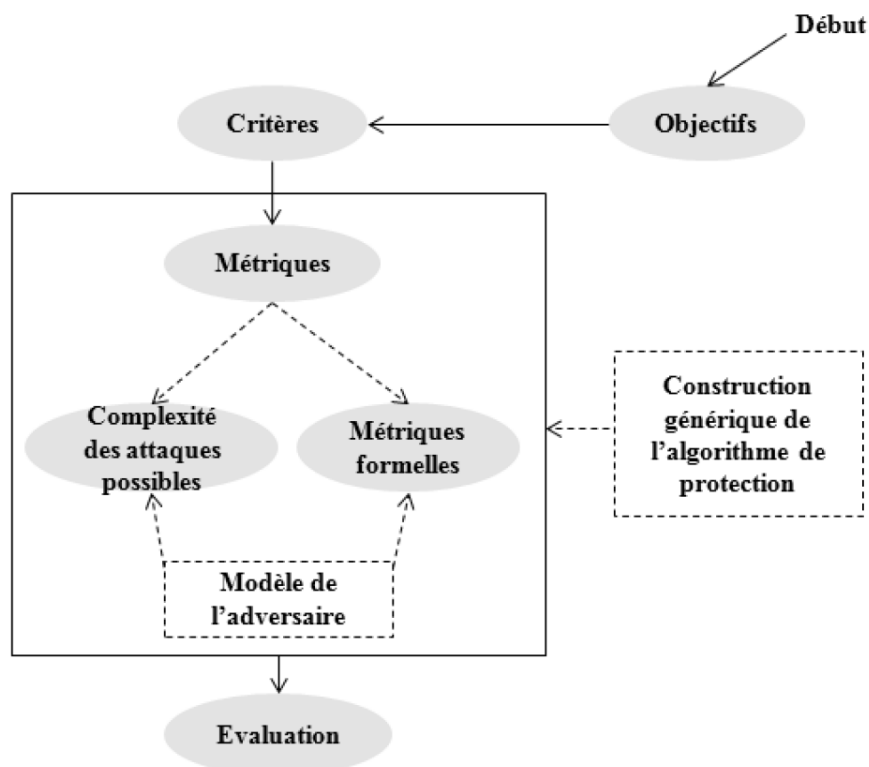 Début
Objectifs
Critères
Métriques
Complexité
des attaques
possibles
Métriques
formelles
Construction
générique de
l'algorithme de
protection
Modèle de
l'adversaire
Evaluation